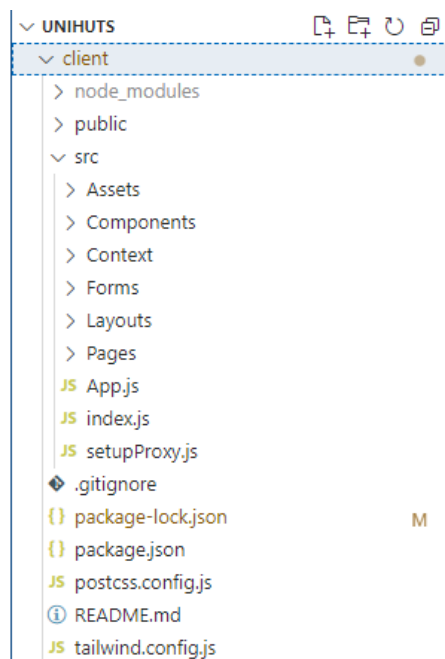 UNIHUTS
client
node_modules
public
src
Assets
Components
Context
Forms
Layouts
Pages
JS App.js
JS index.js
JS setupProxy.js
.gitignore
{} package-lock.json M
{} package.json
JS postcss.config.js
README.md
JS tailwind.config.js